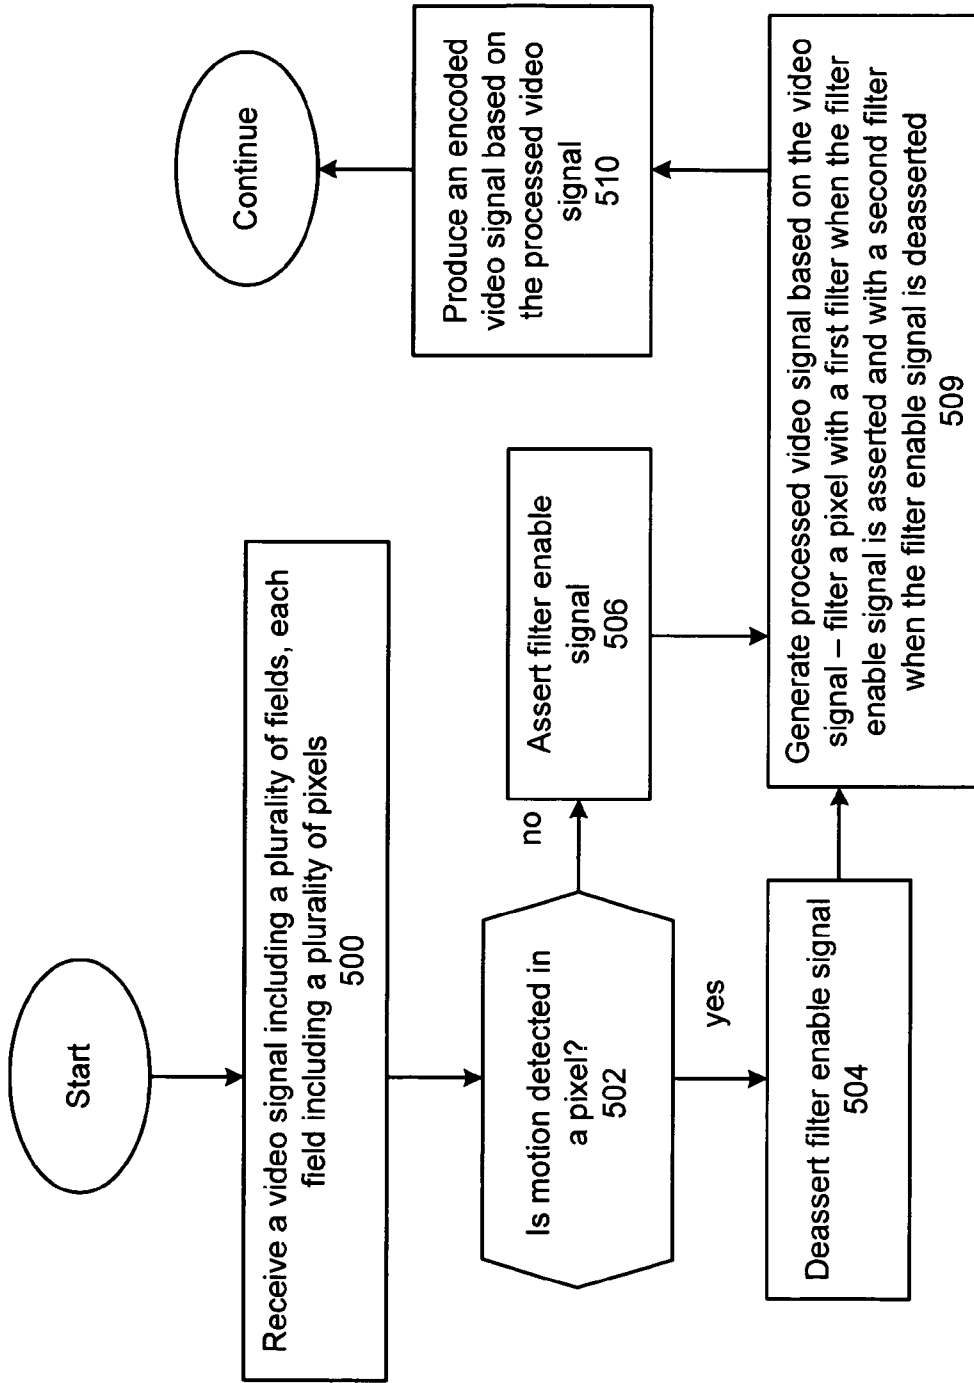 Start
Receive a video signal including a plurality of fields, each
field including a plurality of pixels
500
Is motion detected in
a pixel?
502
no
yes
Assert filter enable
signal
506
Deassert filter enable signal
504
Generate processed video signal based on the video
signal – filter a pixel with a first filter when the filter
enable signal is asserted and with a second filter
when the filter enable signal is deasserted
509
Produce an encoded
video signal based on
the processed video
signal
510
Continue